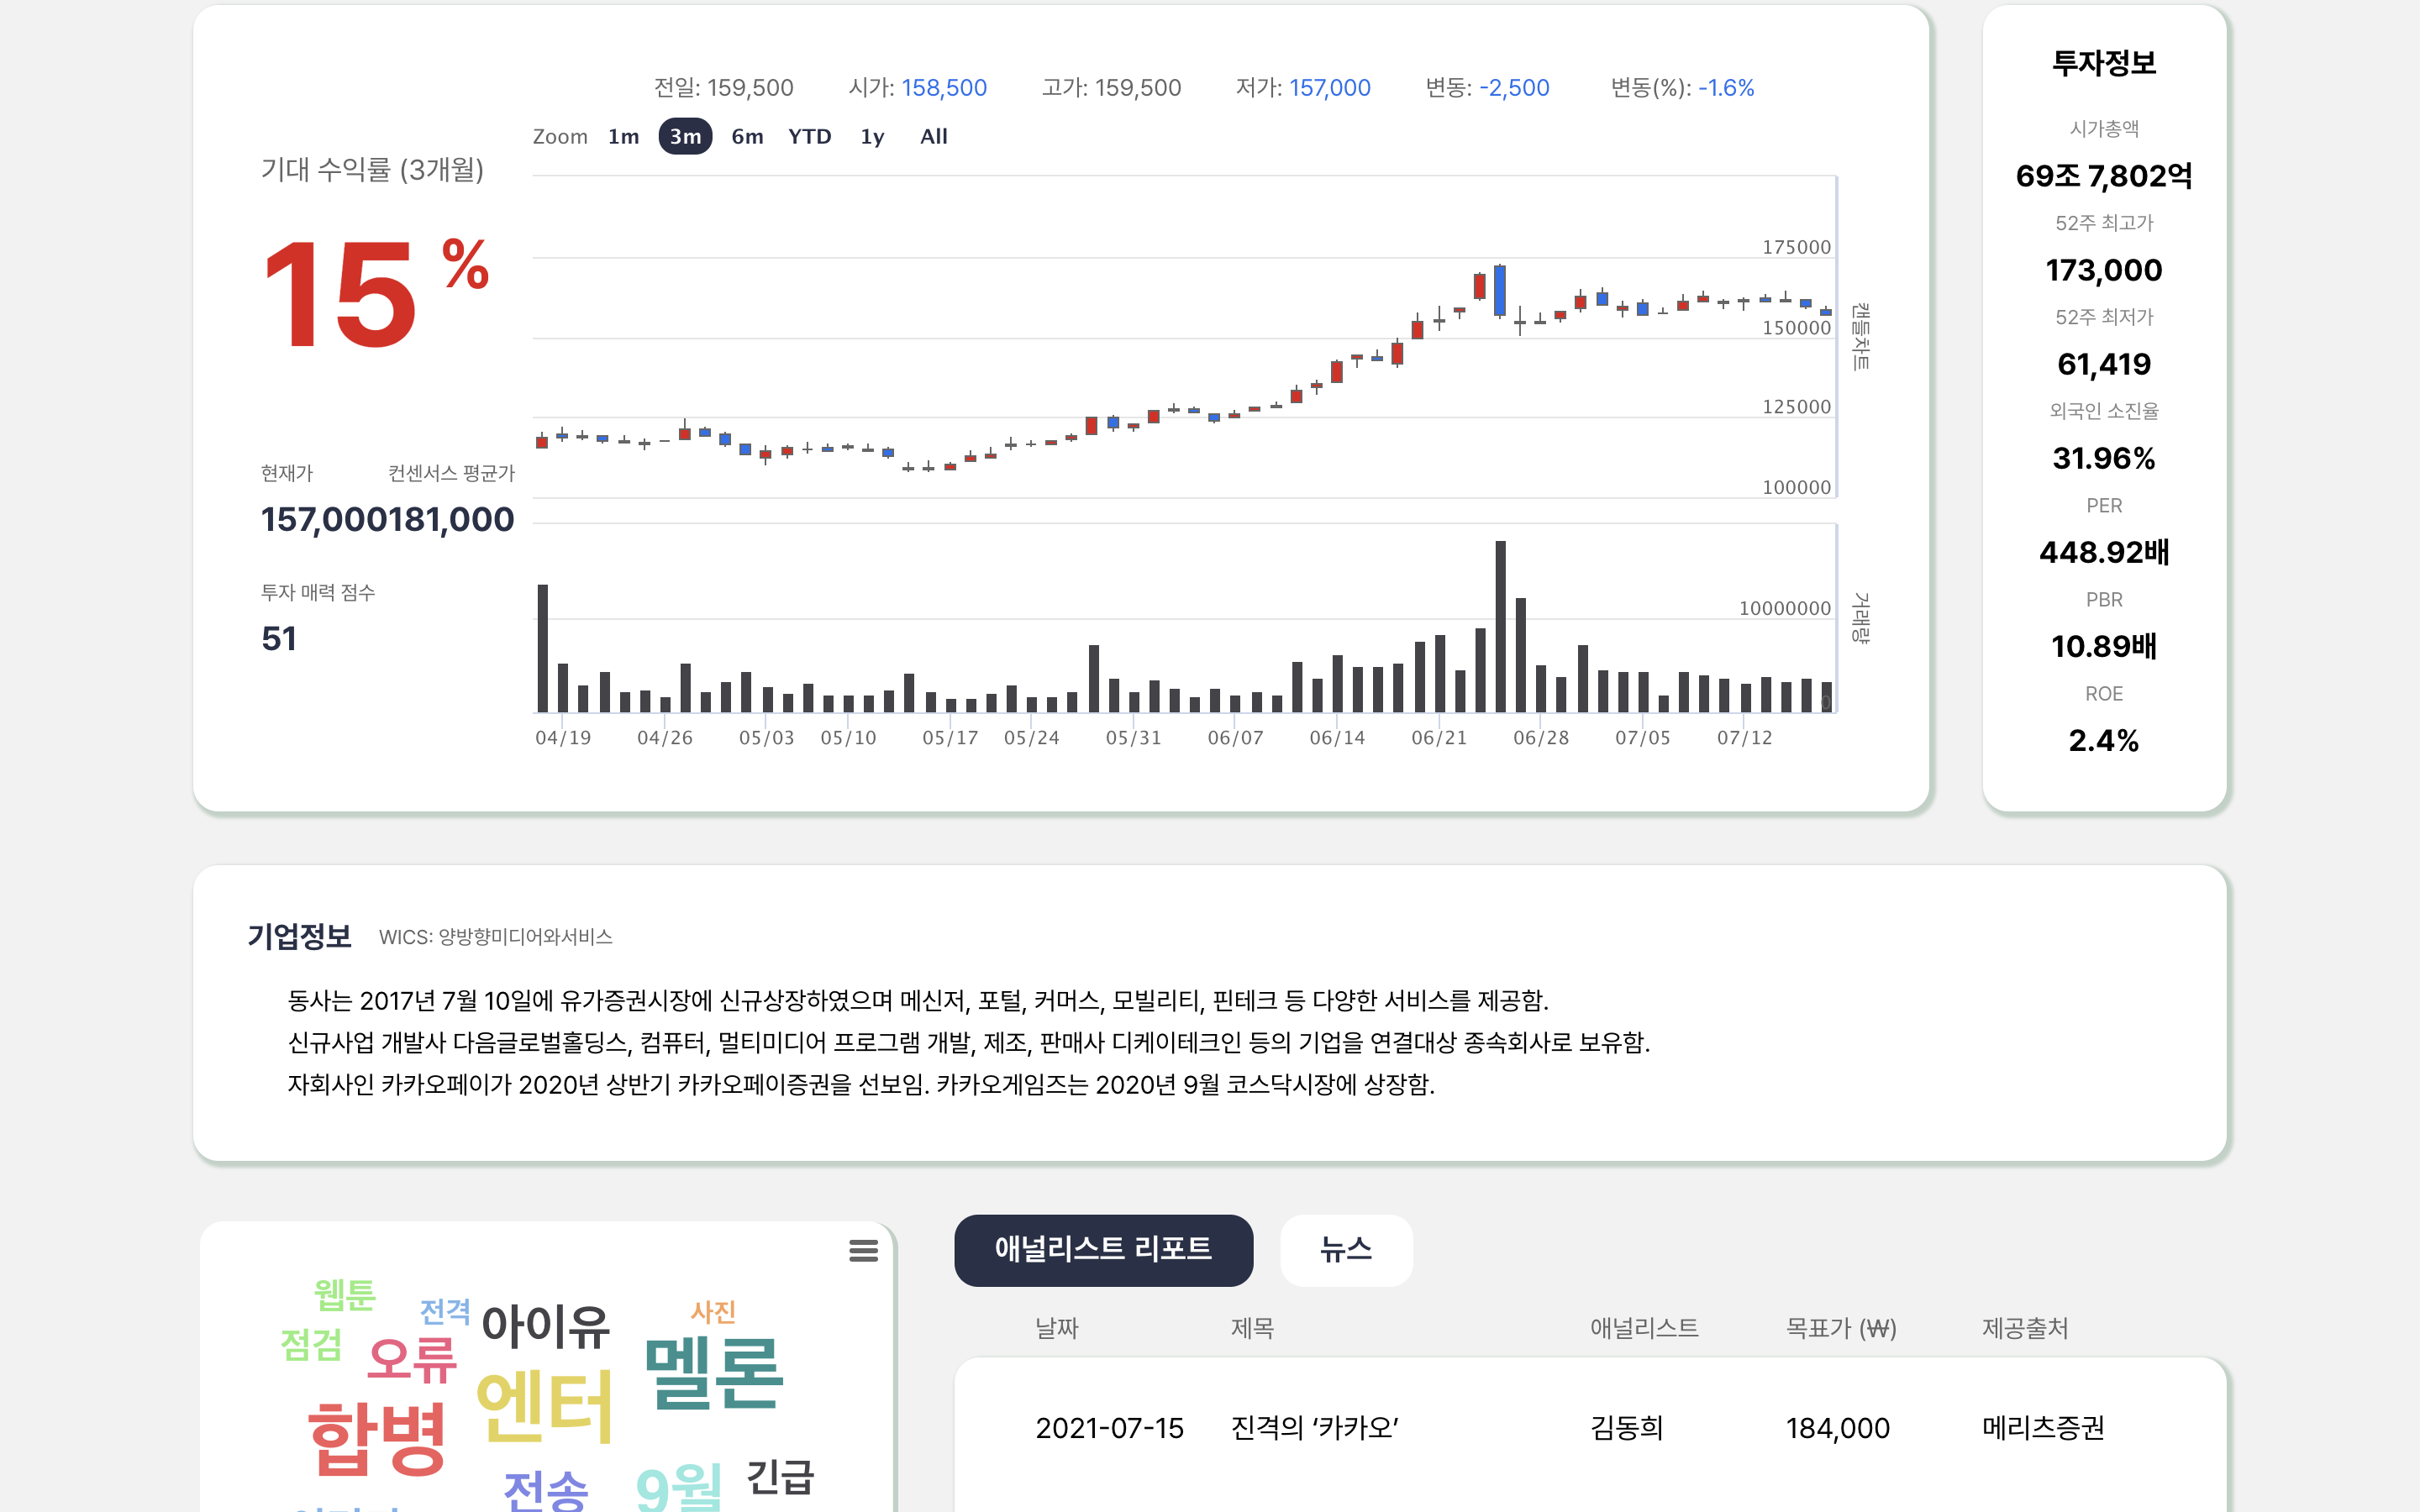 전일: 159,500 시가: 158,500 고가: 159,500 저가: 157,000 변동: -2,500 변동(%): -1.6%
Zoom 1m 3m 6m YTD 1y All
기대 수익률 (3개월)
15 %
현재가 컨센서스 평균가
157,000181,000
투자 매력 점수
51
175000
150000
125000
100000
캔들차트
10000000
0
거래량
04/19 04/26 05/03 05/10 05/17 05/24 05/31 06/07 06/14 06/21 06/28 07/05 07/12
투자정보
시가총액
69조 7,802억
52주 최고가
173,000
52주 최저가
61,419
외국인 소진율
31.96%
PER
448.92배
PBR
10.89배
ROE
2.4%
기업정보 WICS: 양방향미디어와서비스
동사는 2017년 7월 10일에 유가증권시장에 신규상장하였으며 메신저, 포털, 커머스, 모빌리티, 핀테크 등 다양한 서비스를 제공함.
신규사업 개발사 다음글로벌홀딩스, 컴퓨터, 멀티미디어 프로그램 개발, 제조, 판매사 디케이테크인 등의 기업을 연결대상 종속회사로 보유함.
자회사인 카카오페이가 2020년 상반기 카카오페이증권을 선보임. 카카오게임즈는 2020년 9월 코스닥시장에 상장함.
웹툰 전격 아이유 사진
점검 오류 엔터 멜론
합병
전송 9월 긴급
애널리스트 리포트 뉴스
날짜 제목 애널리스트 목표가 (₩) 제공출처
2021-07-15 진격의 ‘카카오’ 김동희 184,000 메리츠증권